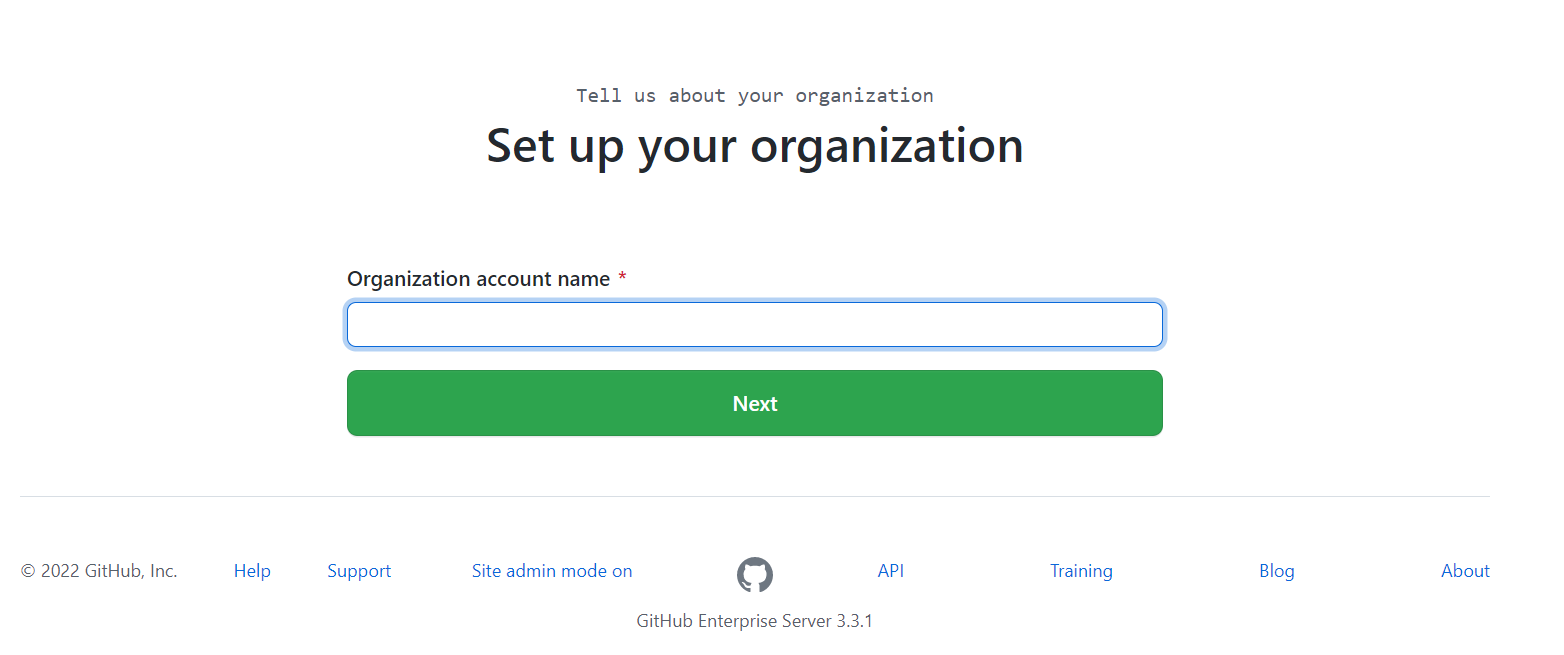 Tell us about your organization
Set up your organization
Organization account name *
Next
© 2022 GitHub, Inc. Help Support Site admin mode on API Training Blog About
GitHub Enterprise Server 3.3.1